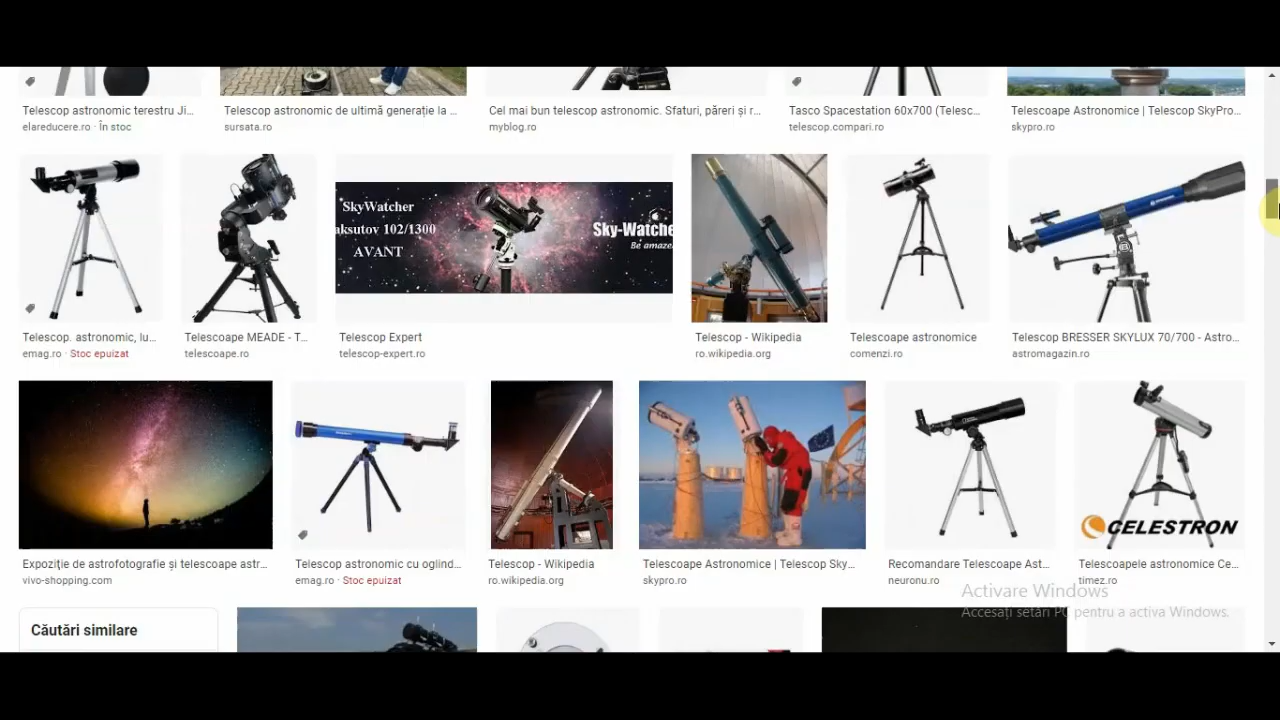 Telescop astronomic terestru Ji...
elareducere.ro · În stoc
Telescop astronomic de ultimă generație la ...
sursata.ro
Cel mai bun telescop astronomic. Sfaturi, păreri și r...
myblog.ro
Tasco Spacestation 60x700 (Telesc...
telescop.compari.ro
Telescoape Astronomice | Telescop SkyPro...
skypro.ro
SkyWatcher
aksutov 102/1300
AVANT
Sky-Watche
Be amaze
Telescop. astronomic, lu...
emag.ro · Stoc epuizat
Telescoape MEADE - T...
telescoape.ro
Telescop Expert
telescop-expert.ro
Telescop - Wikipedia
ro.wikipedia.org
Telescoape astronomice
comenzi.ro
Telescop BRESSER SKYLUX 70/700 - Astro...
astromagazin.ro
CELESTRON
Expoziţie de astrofotografie și telescoape astr...
vivo-shopping.com
Telescop astronomic cu oglind...
emag.ro · Stoc epuizat
Telescop - Wikipedia
ro.wikipedia.org
Telescoape Astronomice | Telescop Sky...
skypro.ro
Recomandare Telescoape Ast...
neuronu.ro
Telescoapele astronomice Ce...
timez.ro
Activare Windows
Accesați setări PC pentru a activa Windows.
Căutări similare